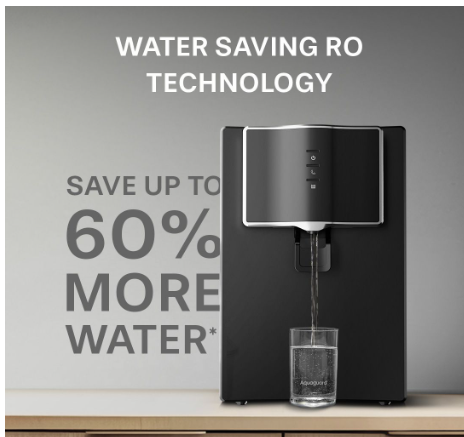 WATER SAVING RO
TECHNOLOGY
SAVE UP TO
60%
MORE
WATER*
Aquaguard